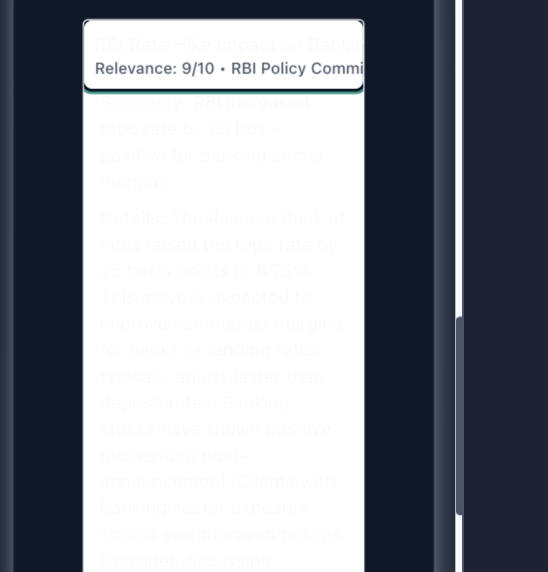 RBI Rate Hike Impact on Banks
Relevance: 9/10 • RBI Policy Commi
Summary: RBI increased
repo rate by 25 bps -
positive for banking sector
margins.
Details: The Reserve Bank of
India raised the repo rate by
25 basis points to 6.75%.
This move is expected to
improve net interest margins
for banks as lending rates
typically adjust faster than
deposit rates. Banking
stocks have shown positive
momentum post-
announcement. Clients with
banking sector exposure
should see improved returns.
Consider discussing